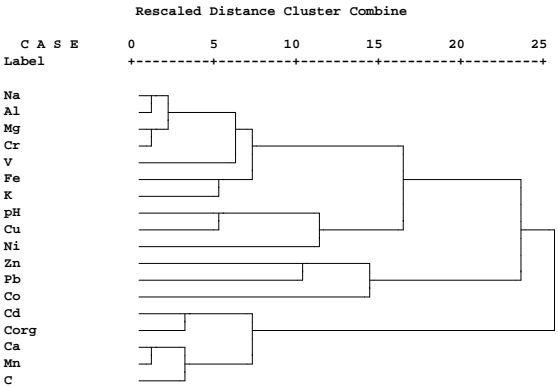 Rescaled Distance Cluster Combine
C A S E 0 5 10 15 20 25
Label +---------+---------+---------+---------+---------+
Na
Al
Mg
Cr
V
Fe
K
pH
Cu
Ni
Zn
Pb
Co
Cd
Corg
Ca
Mn
C